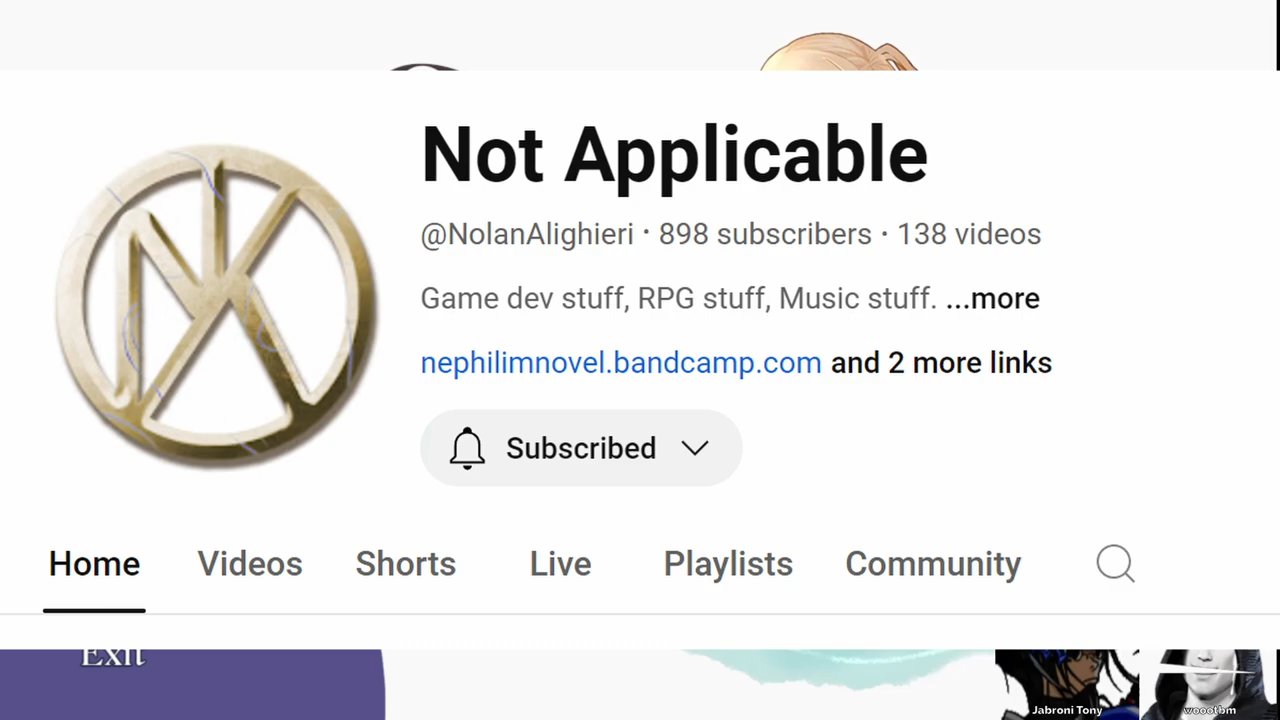 Not Applicable
@NolanAlighieri · 898 subscribers · 138 videos
Game dev stuff, RPG stuff, Music stuff. ...more
nephilimnovel.bandcamp.com and 2 more links
Subscribed
Home Videos Shorts Live Playlists Community
Exit
Jabroni Tony woootbm